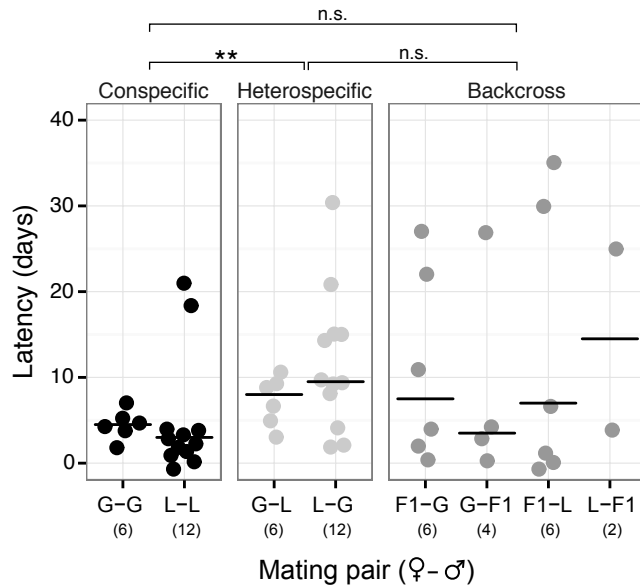 n.s.
** n.s.
Conspecific Heterospecific Backcross
40
30
20
10
0
Latency (days)
G–G L–L G–L L–G F1–G G–F1 F1–L L–F1
(6) (12) (6) (12) (6) (4) (6) (2)
Mating pair (♀–♂)